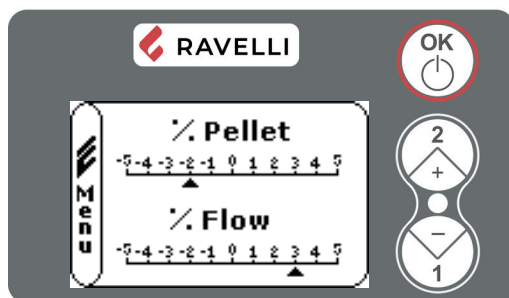 RAVELLI
OK
Menu
% Pellet
-5 -4 -3 -2 -1 0 1 2 3 4 5
% Flow
-5 -4 -3 -2 -1 0 1 2 3 4 5
2
+
−
1